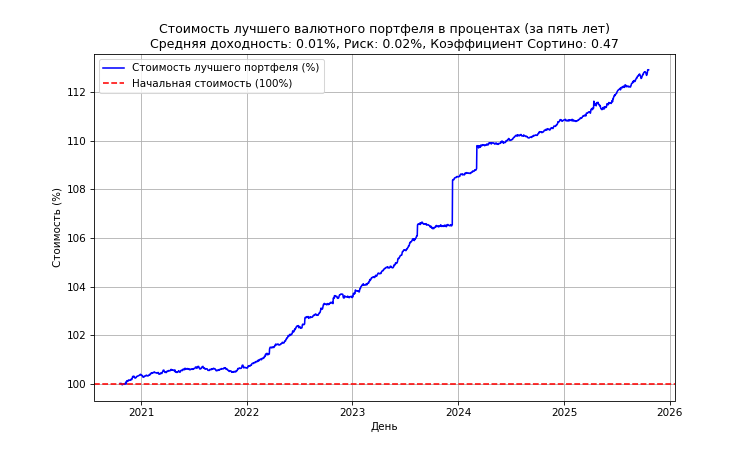 Стоимость лучшего валютного портфеля в процентах (за пять лет)
Средняя доходность: 0.01%, Риск: 0.02%, Коэффициент Сортино: 0.47
Стоимость лучшего портфеля (%)
Начальная стоимость (100%)
Стоимость (%)
112
110
108
106
104
102
100
2021
2022
2023
2024
2025
2026
День